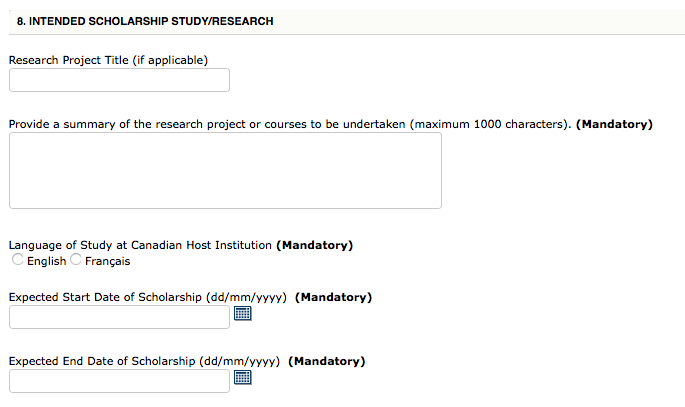 8. INTENDED SCHOLARSHIP STUDY/RESEARCH
Research Project Title (if applicable)
Provide a summary of the research project or courses to be undertaken (maximum 1000 characters). (Mandatory)
Language of Study at Canadian Host Institution (Mandatory)
English Français
Expected Start Date of Scholarship (dd/mm/yyyy) (Mandatory)
Expected End Date of Scholarship (dd/mm/yyyy) (Mandatory)